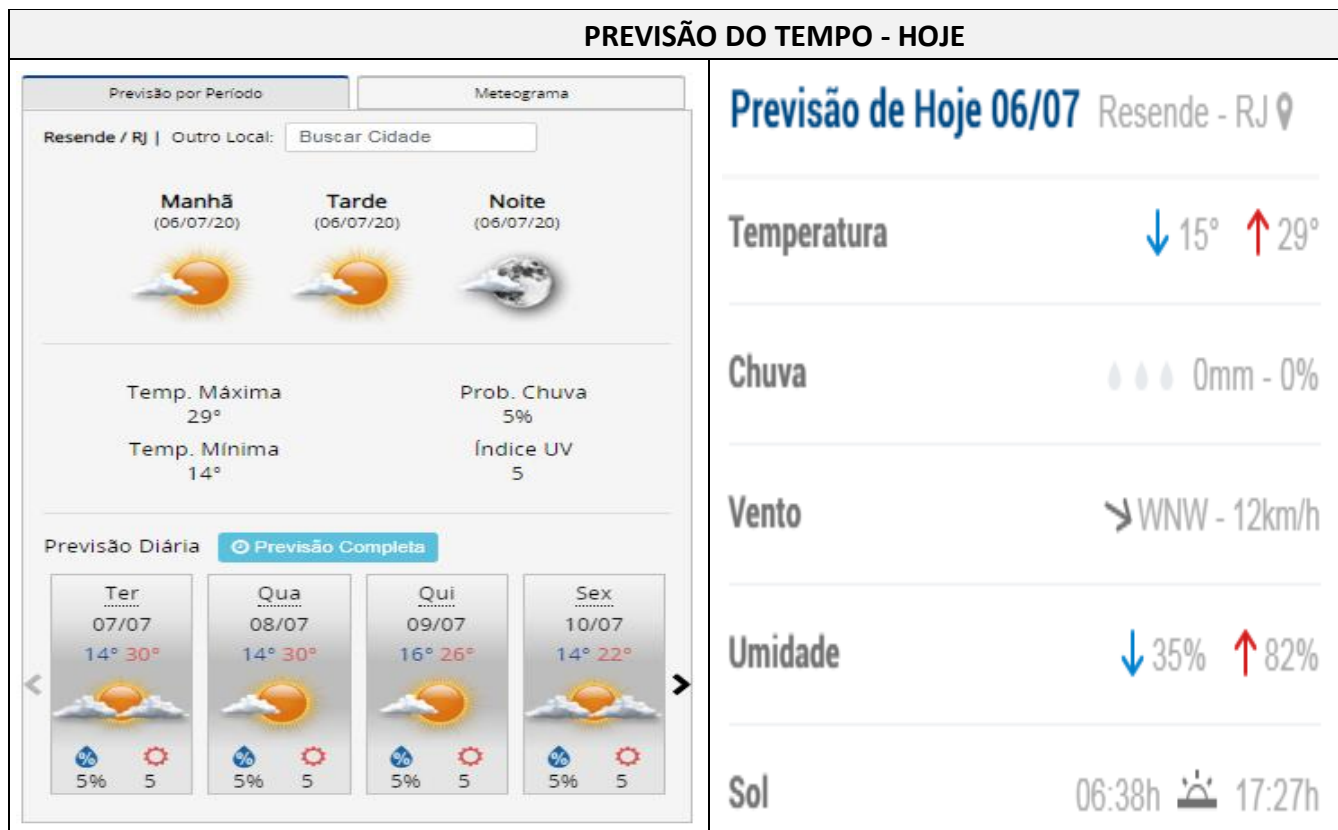 PREVISÃO DO TEMPO - HOJE
Previsão por Período
Meteograma
Resende / RJ | Outro Local: Buscar Cidade
Manhã Tarde Noite
(06/07/20) (06/07/20) (06/07/20)
Temp. Máxima Prob. Chuva
29° 5%
Temp. Mínima Índice UV
14° 5
Previsão Diária Previsão Completa
Ter Qua Qui Sex
07/07 08/07 09/07 10/07
14° 30° 14° 30° 16° 26° 14° 22°
% % % %
5% 5 5% 5 5% 5 5% 5
Previsão de Hoje 06/07 Resende - RJ
Temperatura 15° 29°
Chuva 0mm - 0%
Vento WNW - 12km/h
Umidade 35% 82%
Sol 06:38h 17:27h